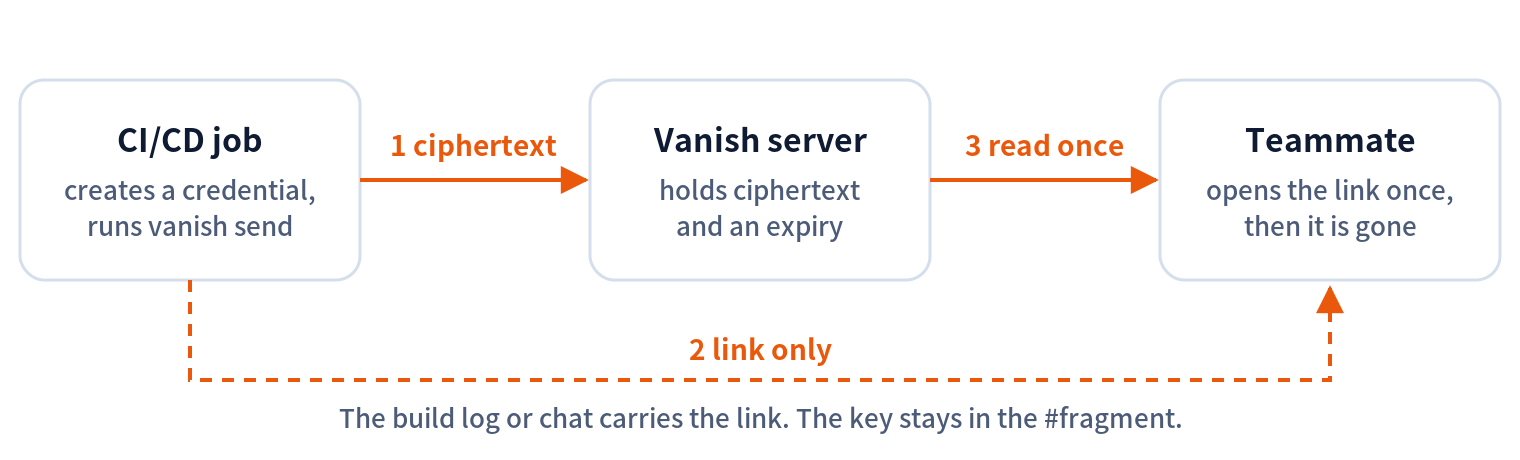 CI/CD job
creates a credential,
runs vanish send
1 ciphertext
Vanish server
holds ciphertext
and an expiry
3 read once
Teammate
opens the link once,
then it is gone
2 link only
The build log or chat carries the link. The key stays in the #fragment.